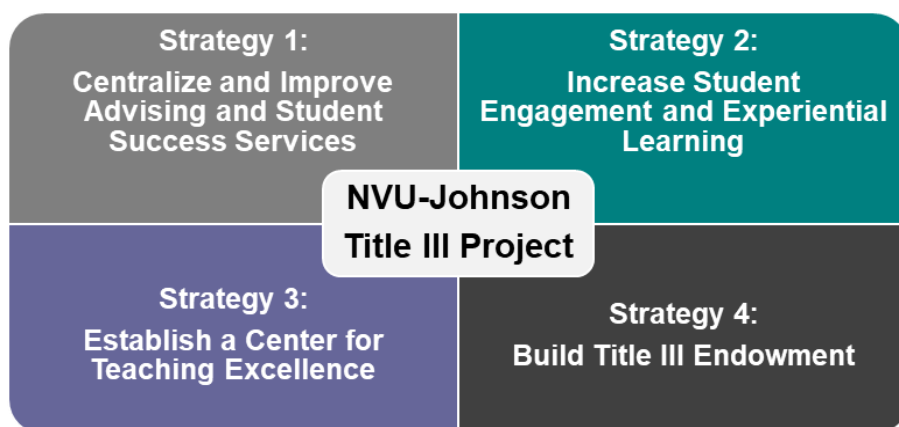 Strategy 1:
Centralize and Improve
Advising and Student
Success Services
Strategy 2:
Increase Student
Engagement and Experiential
Learning
NVU-Johnson
Title III Project
Strategy 3:
Establish a Center for
Teaching Excellence
Strategy 4:
Build Title III Endowment